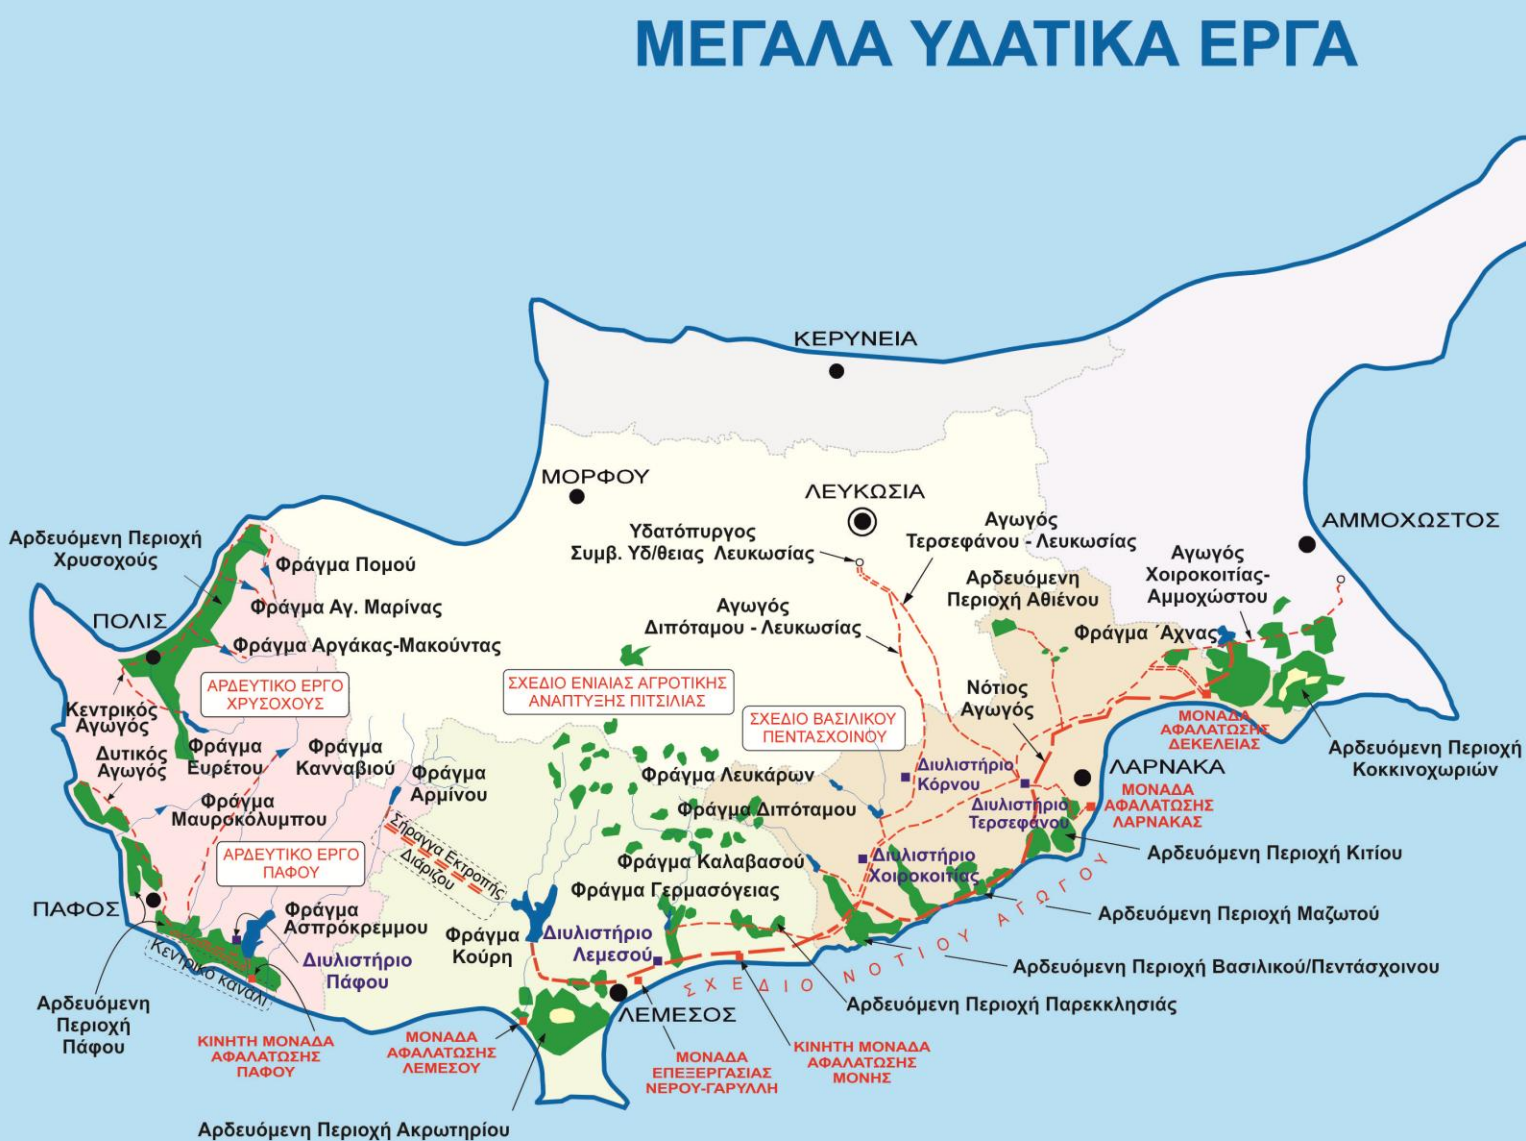 ΜΕΓΑΛΑ ΥΔΑΤΙΚΑ ΕΡΓΑ
ΚΕΡΥΝΕΙΑ
ΜΟΡΦΟΥ
ΛΕΥΚΩΣΙΑ
ΑΜΜΟΧΩΣΤΟΣ
Αρδευόμενη Περιοχή
Χρυσοχούς
Φράγμα Πομού
Φράγμα Αγ. Μαρίνας
ΠΟΛΙΣ
Φράγμα Αργάκας-Μακούντας
ΑΡΔΕΥΤΙΚΟ ΕΡΓΟ
ΧΡΥΣΟΧΟΥΣ
Κεντρικός
Αγωγός
Δυτικός
Αγωγός
Φράγμα
Ευρέτου
Φράγμα
Κανναβιού
Φράγμα
Αρμίνου
Φράγμα
Μαυροκόλυμπου
ΑΡΔΕΥΤΙΚΟ ΕΡΓΟ
ΠΑΦΟΥ
Σήραγγα Εκτροπής
Διάριζου
ΠΑΦΟΣ
Φράγμα
Ασπρόκρεμμου
Διυλιστήριο
Πάφου
Κεντρικό κανάλι
Αρδευόμενη
Περιοχή
Πάφου
ΚΙΝΗΤΗ ΜΟΝΑΔΑ
ΑΦΑΛΑΤΩΣΗΣ
ΠΑΦΟΥ
Υδατόπυργος
Συμβ. Υδ/θειας Λευκωσίας
Αγωγός
Τερσεφάνου - Λευκωσίας
Αγωγός
Διπόταμου - Λευκωσίας
Αρδευόμενη
Περιοχή Αθιένου
Αγωγός
Χοιροκοιτίας-
Αμμοχώστου
Φράγμα ΄Αχνας
ΣΧΕΔΙΟ ΕΝΙΑΙΑΣ ΑΓΡΟΤΙΚΗΣ
ΑΝΑΠΤΥΞΗΣ ΠΙΤΣΙΛΙΑΣ
ΣΧΕΔΙΟ ΒΑΣΙΛΙΚΟΥ
ΠΕΝΤΑΣΧΟΙΝΟΥ
Νότιος
Αγωγός
ΜΟΝΑΔΑ
ΑΦΑΛΑΤΩΣΗΣ
ΔΕΚΕΛΕΙΑΣ
Αρδευόμενη Περιοχή
Κοκκινοχωριών
Φράγμα Λευκάρων
Φράγμα Διπόταμου
Διυλιστήριο
Κόρνου
ΛΑΡΝΑΚΑ
Διυλιστήριο
Τερσεφάνου
ΜΟΝΑΔΑ
ΑΦΑΛΑΤΩΣΗΣ
ΛΑΡΝΑΚΑΣ
Φράγμα Καλαβασού
Διυλιστήριο
Χοιροκοιτίας
Αρδευόμενη Περιοχή Κιτίου
Φράγμα Γερμασόγειας
Αρδευόμενη Περιοχή Μαζωτού
Φράγμα
Κούρη
Διυλιστήριο
Λεμεσού
Αρδευόμενη Περιοχή Βασιλικού/Πεντάσχοινου
ΣΧΕΔΙΟ ΝΟΤΙΟΥ ΑΓΩΓΟΥ
Αρδευόμενη Περιοχή Παρεκκλησιάς
ΛΕΜΕΣΟΣ
ΜΟΝΑΔΑ
ΑΦΑΛΑΤΩΣΗΣ
ΛΕΜΕΣΟΥ
ΜΟΝΑΔΑ
ΕΠΕΞΕΡΓΑΣΙΑΣ
ΝΕΡΟΥ-ΓΑΡΥΛΛΗ
ΚΙΝΗΤΗ ΜΟΝΑΔΑ
ΑΦΑΛΑΤΩΣΗΣ
ΜΟΝΗΣ
Αρδευόμενη Περιοχή Ακρωτηρίου